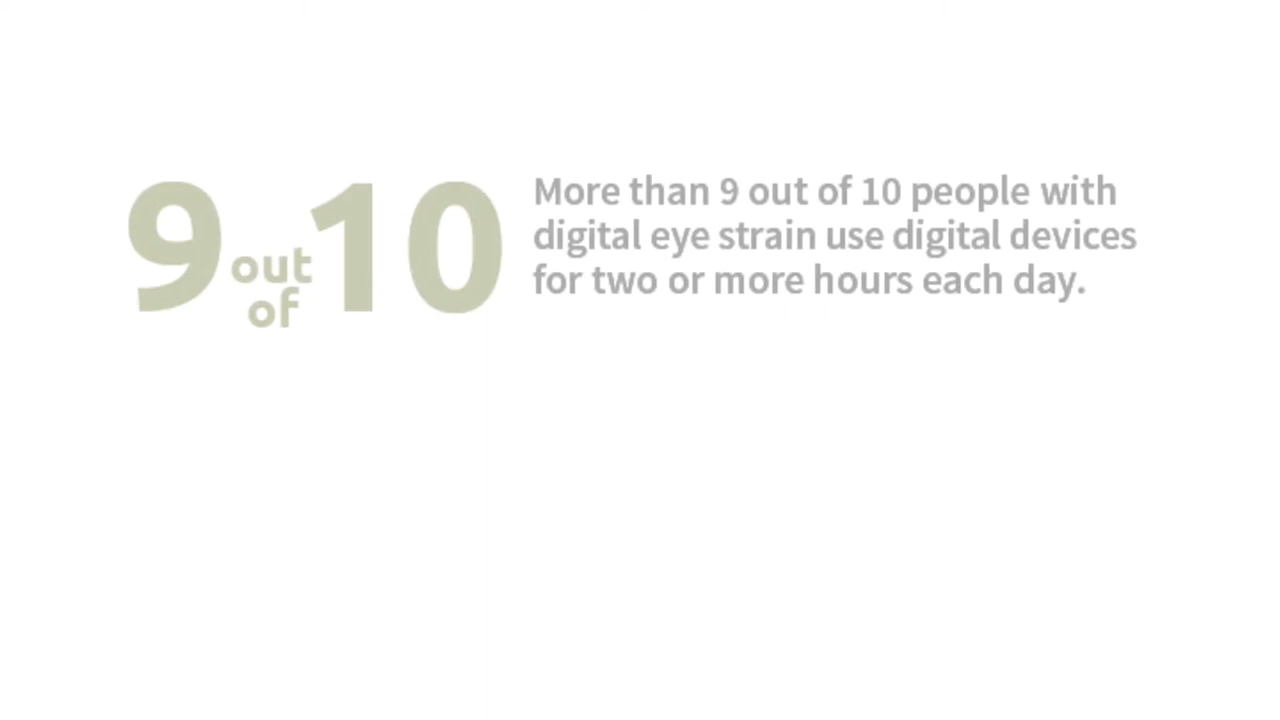 9 out of 10
More than 9 out of 10 people with
digital eye strain use digital devices
for two or more hours each day.